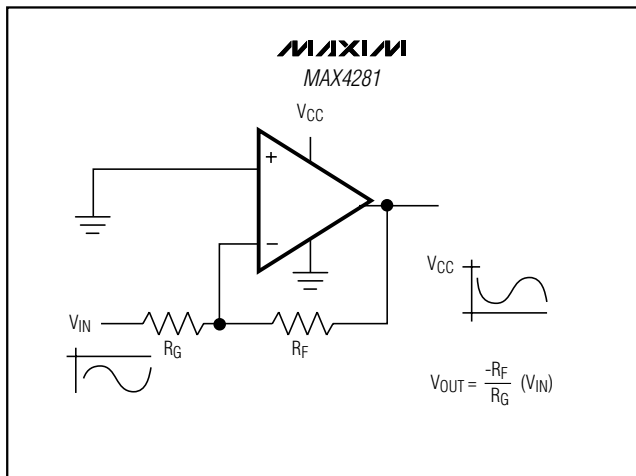 MAXIM
MAX4281
VCC
+
−
VCC
VIN
RG
RF
VOUT = -RF/RG (VIN)